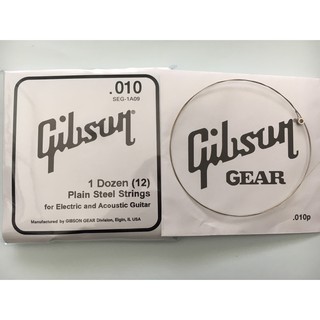 .010
SEG-1A09
Gibson
1 Dozen (12)
Plain Steel Strings
for Electric and Acoustic Guitar
Manufactured by GIBSON GEAR Division, Elgin, IL USA
Gibson
GEAR
.010p